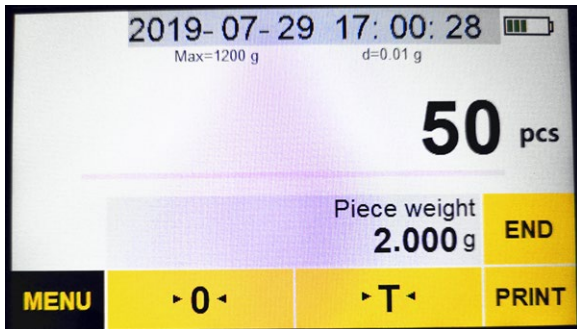 2019-07-29 17:00:28
Max=1200 g d=0.01 g
50 pcs
Piece weight
2.000 g
END
MENU
0
T
PRINT